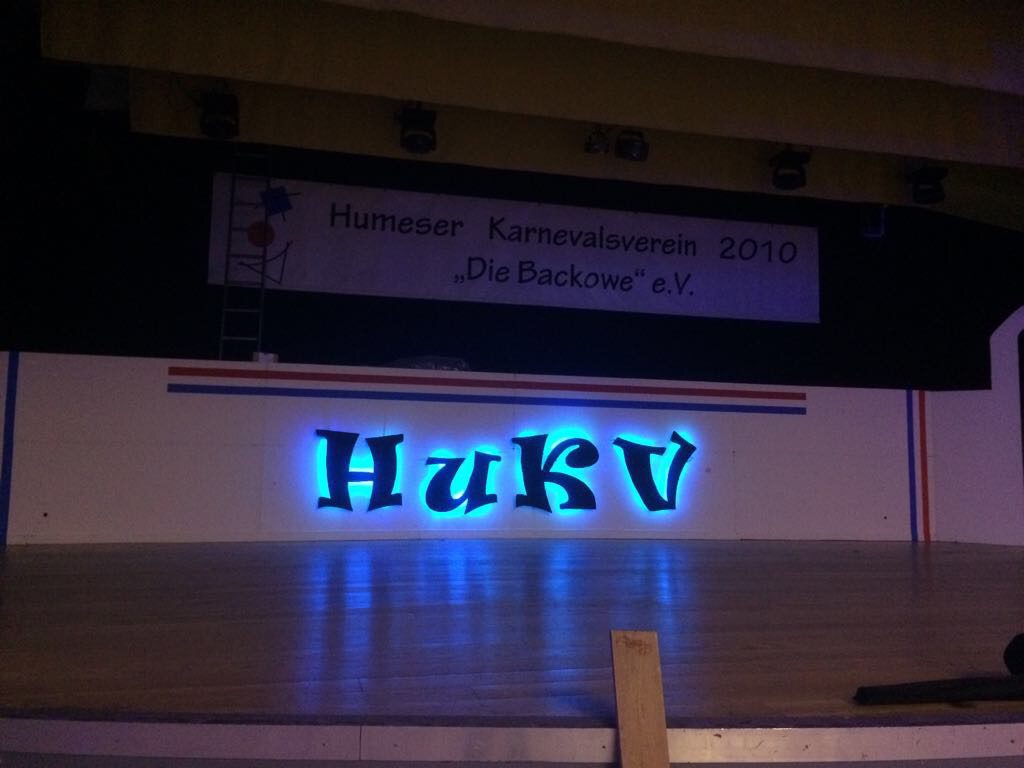 Humeser Karnevalsverein 2010
„Die Backowe“ e.V.
HuKV